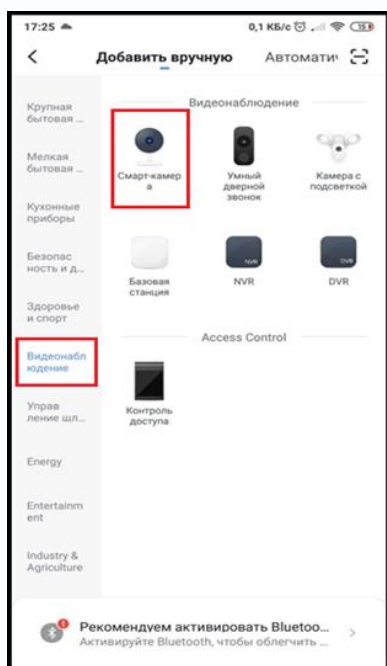 17:25
0,1 КБ/с
Добавить вручную
Автомати
Крупная
бытовая ...
Мелкая
бытовая ...
Кухонные
приборы
Безопас
ность и д...
Здоровье
и спорт
Видеонабл
юдение
Управ
ление шл...
Energy
Entertainm
ent
Industry &
Agriculture
Видеонаблюдение
Смарт-камер
а
Умный
дверной
звонок
Камера с
подсветкой
Базовая
станция
NVR
NVR
DVR
DVR
Access Control
Контроль
доступа
Рекомендуем активировать Bluetoo...
Активируйте Bluetooth, чтобы облегчить ...